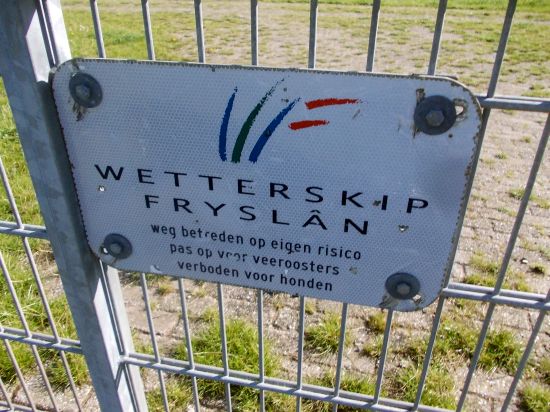 WETTERSKIP
FRYSLÂN
weg betreden op eigen risico
pas op voor veeroosters
verboden voor honden